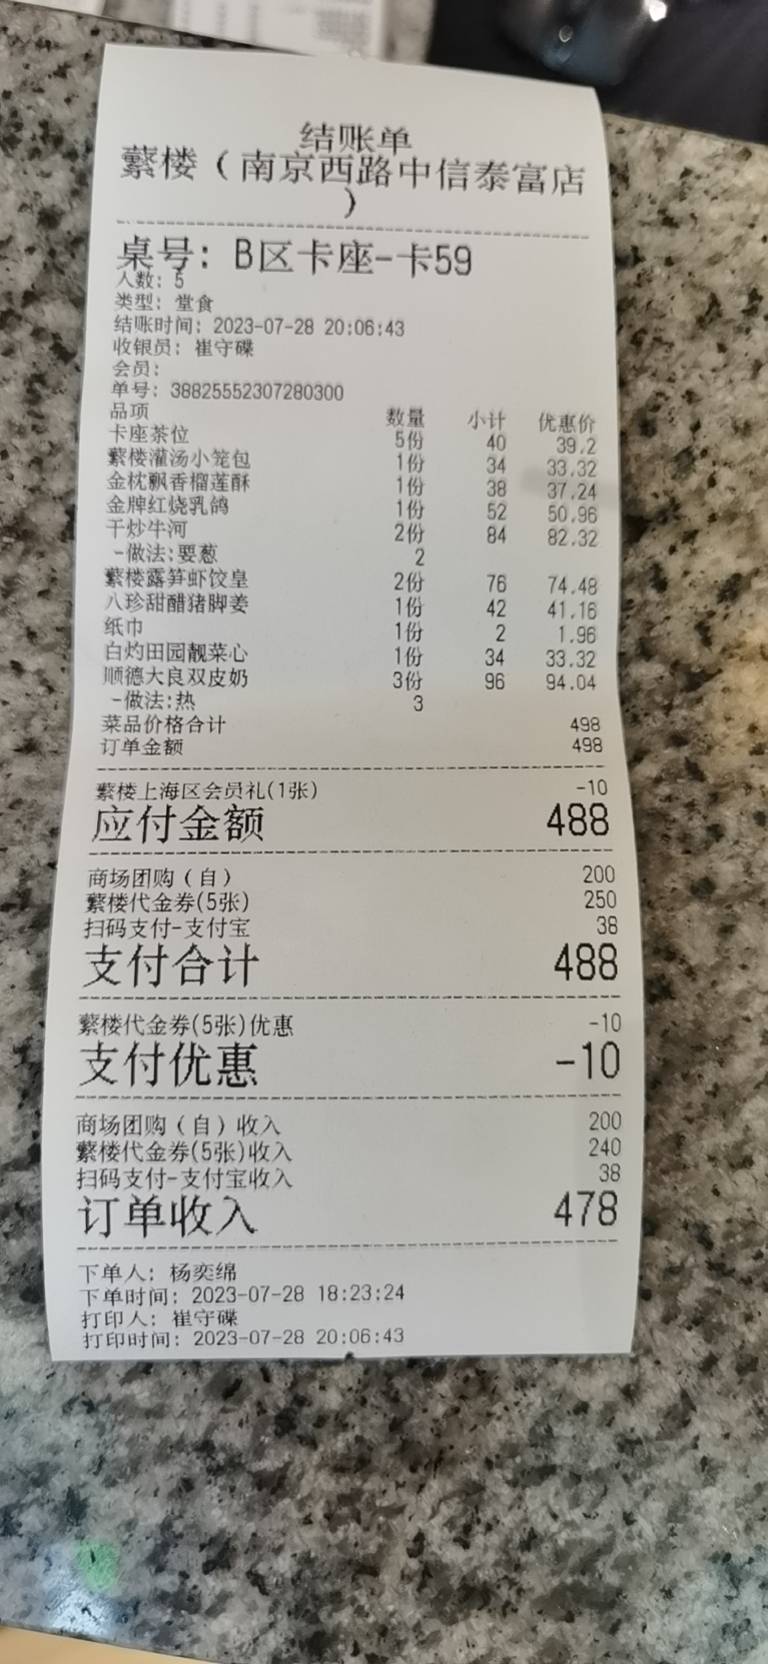 结账单
蘩楼（南京西路中信泰富店
）
桌号: B区卡座-卡59
人数: 5
类型: 堂食
结账时间: 2023-07-28 20:06:43
收银员: 崔守碟
会员:
单号: 388255552307280300
品项 数量 小计 优惠价
卡座茶位 5份 40 39.2
蘩楼灌汤小笼包 1份 34 33.32
金枕飘香榴莲酥 1份 38 37.24
金牌红烧乳鸽 1份 52 50.96
干炒牛河 2份 84 82.32
-做法:要葱 2
蘩楼露笋虾饺皇 2份 76 74.48
八珍甜醋猪脚姜 1份 42 41.16
纸巾 1份 2 1.96
白灼田园靓菜心 1份 34 33.32
顺德大良双皮奶 3份 96 94.04
-做法:热 3
菜品价格合计 498
订单金额 498
蘩楼上海区会员礼(1张) -10
应付金额 488
商场团购（自） 200
蘩楼代金券(5张) 250
扫码支付-支付宝 38
支付合计 488
蘩楼代金券(5张)优惠 -10
支付优惠 -10
商场团购（自）收入 200
蘩楼代金券(5张)收入 240
扫码支付-支付宝收入 38
订单收入 478
下单人: 杨奕绵
下单时间: 2023-07-28 18:23:24
打印人: 崔守碟
打印时间: 2023-07-28 20:06:43